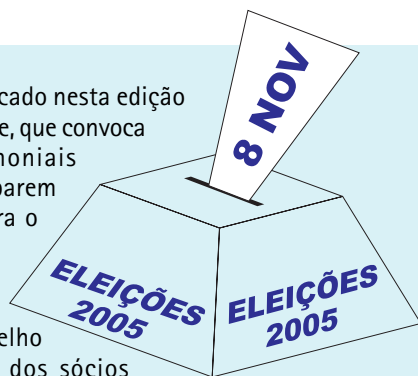 8 NOV
cado nesta edição
e, que convoca
moniais
parem
ra o
ELEIÇÕES
2005
ELEIÇÕES
2005
elho
dos sócios